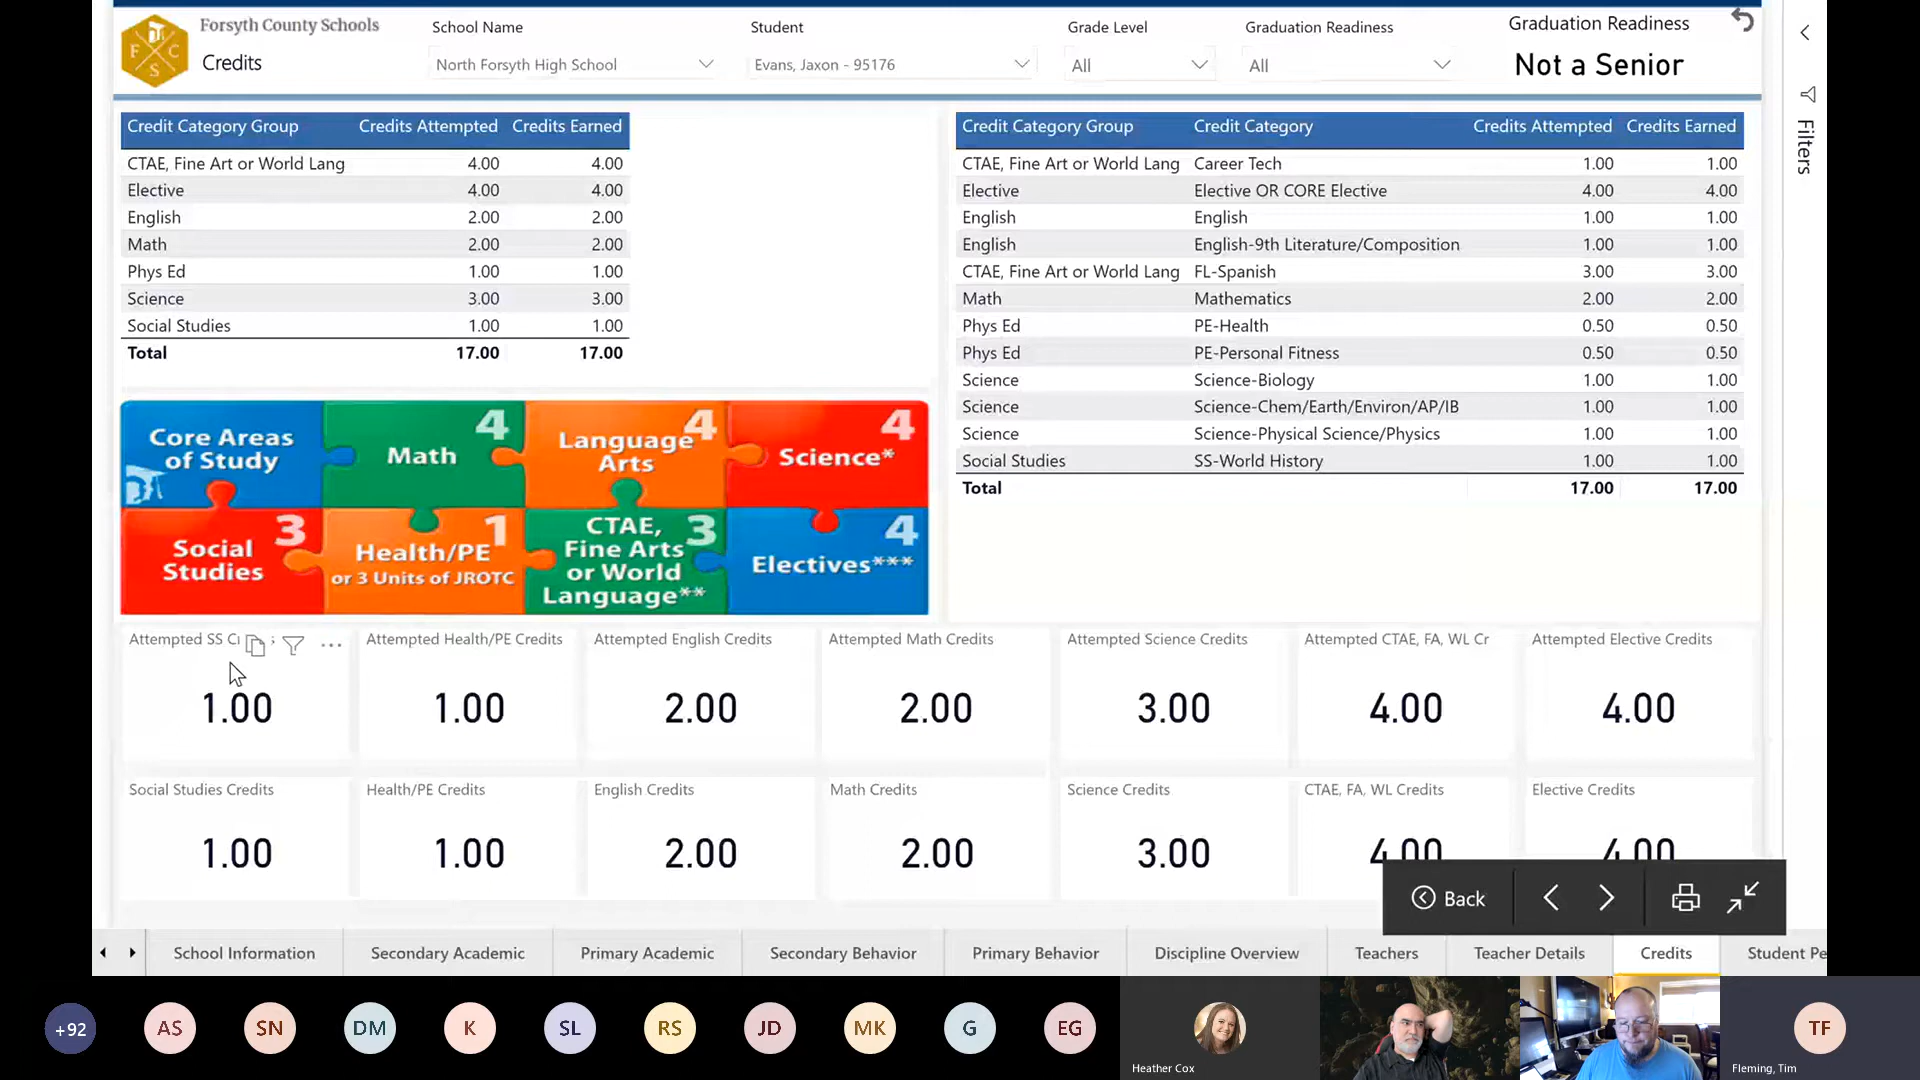 Forsyth County Schools
Credits
School Name
North Forsyth High School
Student
Evans, Jaxon - 95176
Grade Level
All
Graduation Readiness
All
Graduation Readiness
Not a Senior
Filters
F C S
Credit Category Group Credits Attempted Credits Earned
CTAE, Fine Art or World Lang 4.00 4.00
Elective 4.00 4.00
English 2.00 2.00
Math 2.00 2.00
Phys Ed 1.00 1.00
Science 3.00 3.00
Social Studies 1.00 1.00
Total 17.00 17.00
Credit Category Group Credit Category Credits Attempted Credits Earned
CTAE, Fine Art or World Lang Career Tech 1.00 1.00
Elective Elective OR CORE Elective 4.00 4.00
English English 1.00 1.00
English English-9th Literature/Composition 1.00 1.00
CTAE, Fine Art or World Lang FL-Spanish 3.00 3.00
Math Mathematics 2.00 2.00
Phys Ed PE-Health 0.50 0.50
Phys Ed PE-Personal Fitness 0.50 0.50
Science Science-Biology 1.00 1.00
Science Science-Chem/Earth/Environ/AP/IB 1.00 1.00
Science Science-Physical Science/Physics 1.00 1.00
Social Studies SS-World History 1.00 1.00
Total 17.00 17.00
Core Areas
of Study
Math 4
Language 4
Arts
Science* 4
Social 3
Studies
Health/PE 1
or 3 Units of JROTC
CTAE, 3
Fine Arts
or World
Language**
Electives*** 4
Attempted SS Attempted Health/PE Credits Attempted English Credits Attempted Math Credits Attempted Science Credits Attempted CTAE, FA, WL Cr Attempted Elective Credits
1.00 1.00 2.00 2.00 3.00 4.00 4.00
Social Studies Credits Health/PE Credits English Credits Math Credits Science Credits CTAE, FA, WL Credits Elective Credits
1.00 1.00 2.00 2.00 3.00 4.00 4.00
Back
School Information Secondary Academic Primary Academic Secondary Behavior Primary Behavior Discipline Overview Teachers Teacher Details Credits Student Pe
+92 AS SN DM K SL RS JD MK G EG TF
Heather Cox
Fleming, Tim